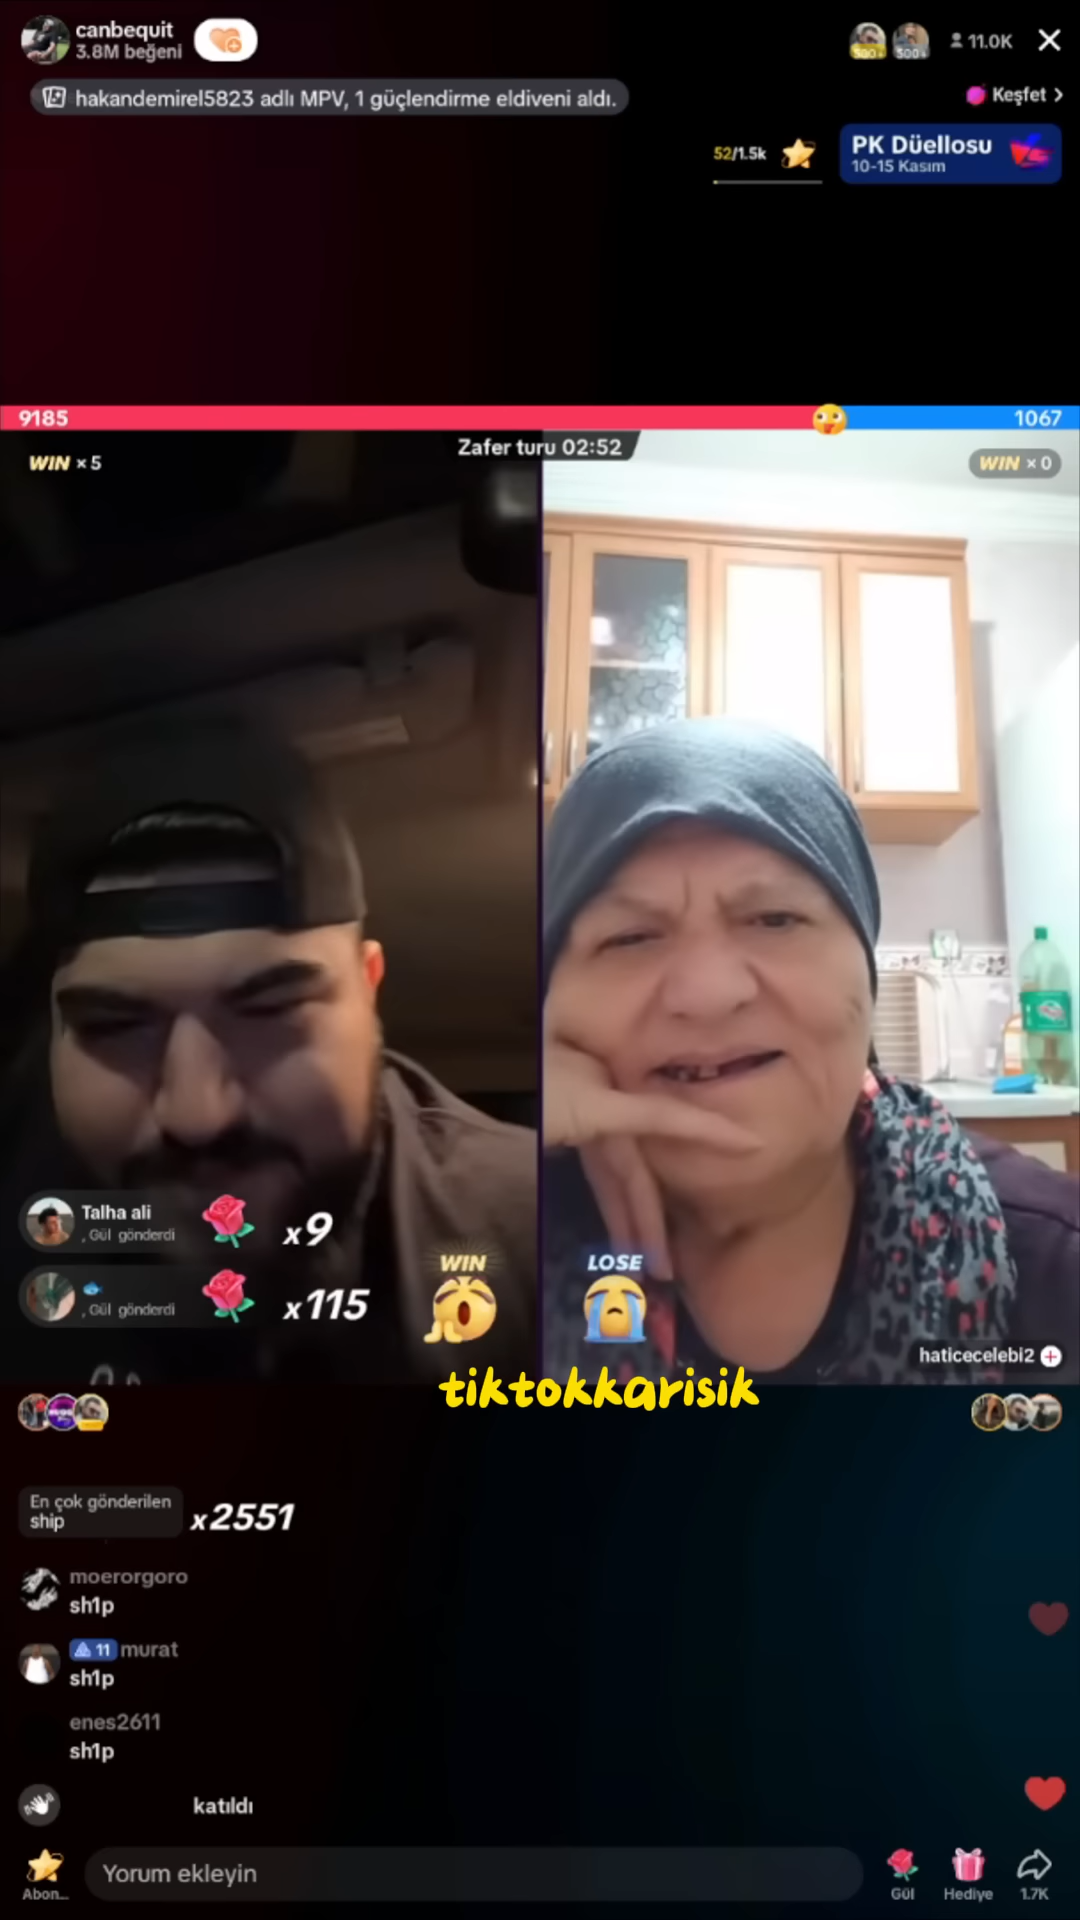 canbequit
3.8M beğeni
500+
500+
11.0K
hakandemirel5823 adlı MPV, 1 güçlendirme eldiveni aldı.
Keşfet
52/1.5k
PK Düellosu
10-15 Kasım
9185
1067
Zafer turu 02:52
WIN x 5
WIN x 0
Talha ali
, Gül gönderdi
x9
, Gül gönderdi
x115
WIN
LOSE
haticecelebi2
tiktokkarisik
En çok gönderilen
ship
x2551
moerorgoro
sh1p
11 murat
sh1p
enes2611
sh1p
katıldı
Abon...
Yorum ekleyin
Gül
Hediye
1.7K